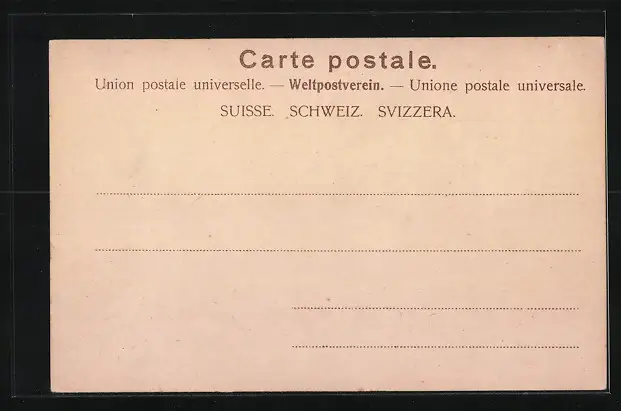 Carte postale.
Union postale universelle. — Weltpostverein. — Unione postale universale.
SUISSE. SCHWEIZ. SVIZZERA.